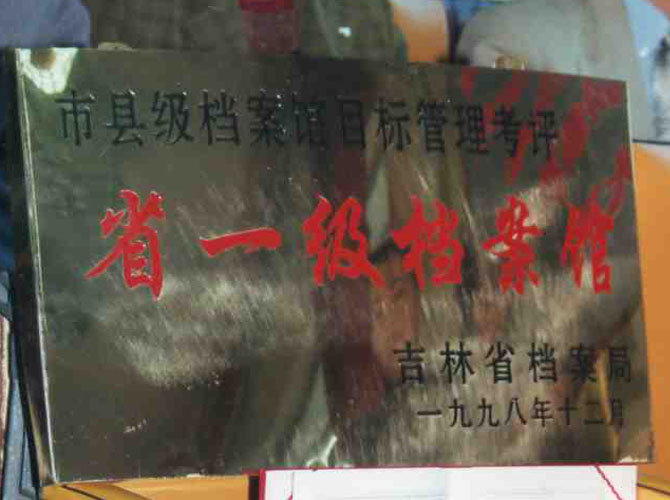 市县级档案馆目标管理考评
省一级档案馆
吉林省档案局
一九九八年十二月